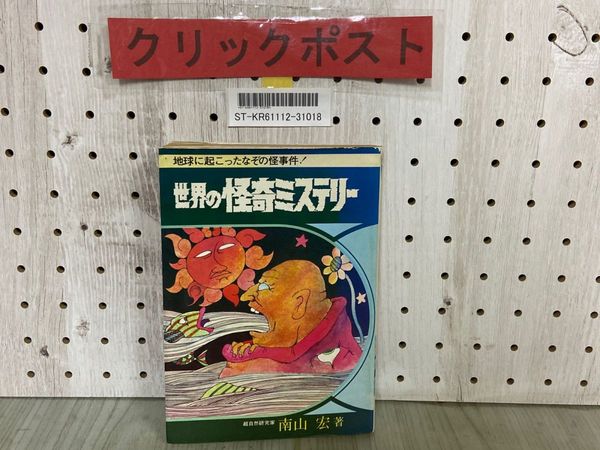 クリックポスト
ST-KR61112-31018
地球に起こったなぞの怪事件!
世界の怪奇ミステリー
超自然研究家 南山 宏 著